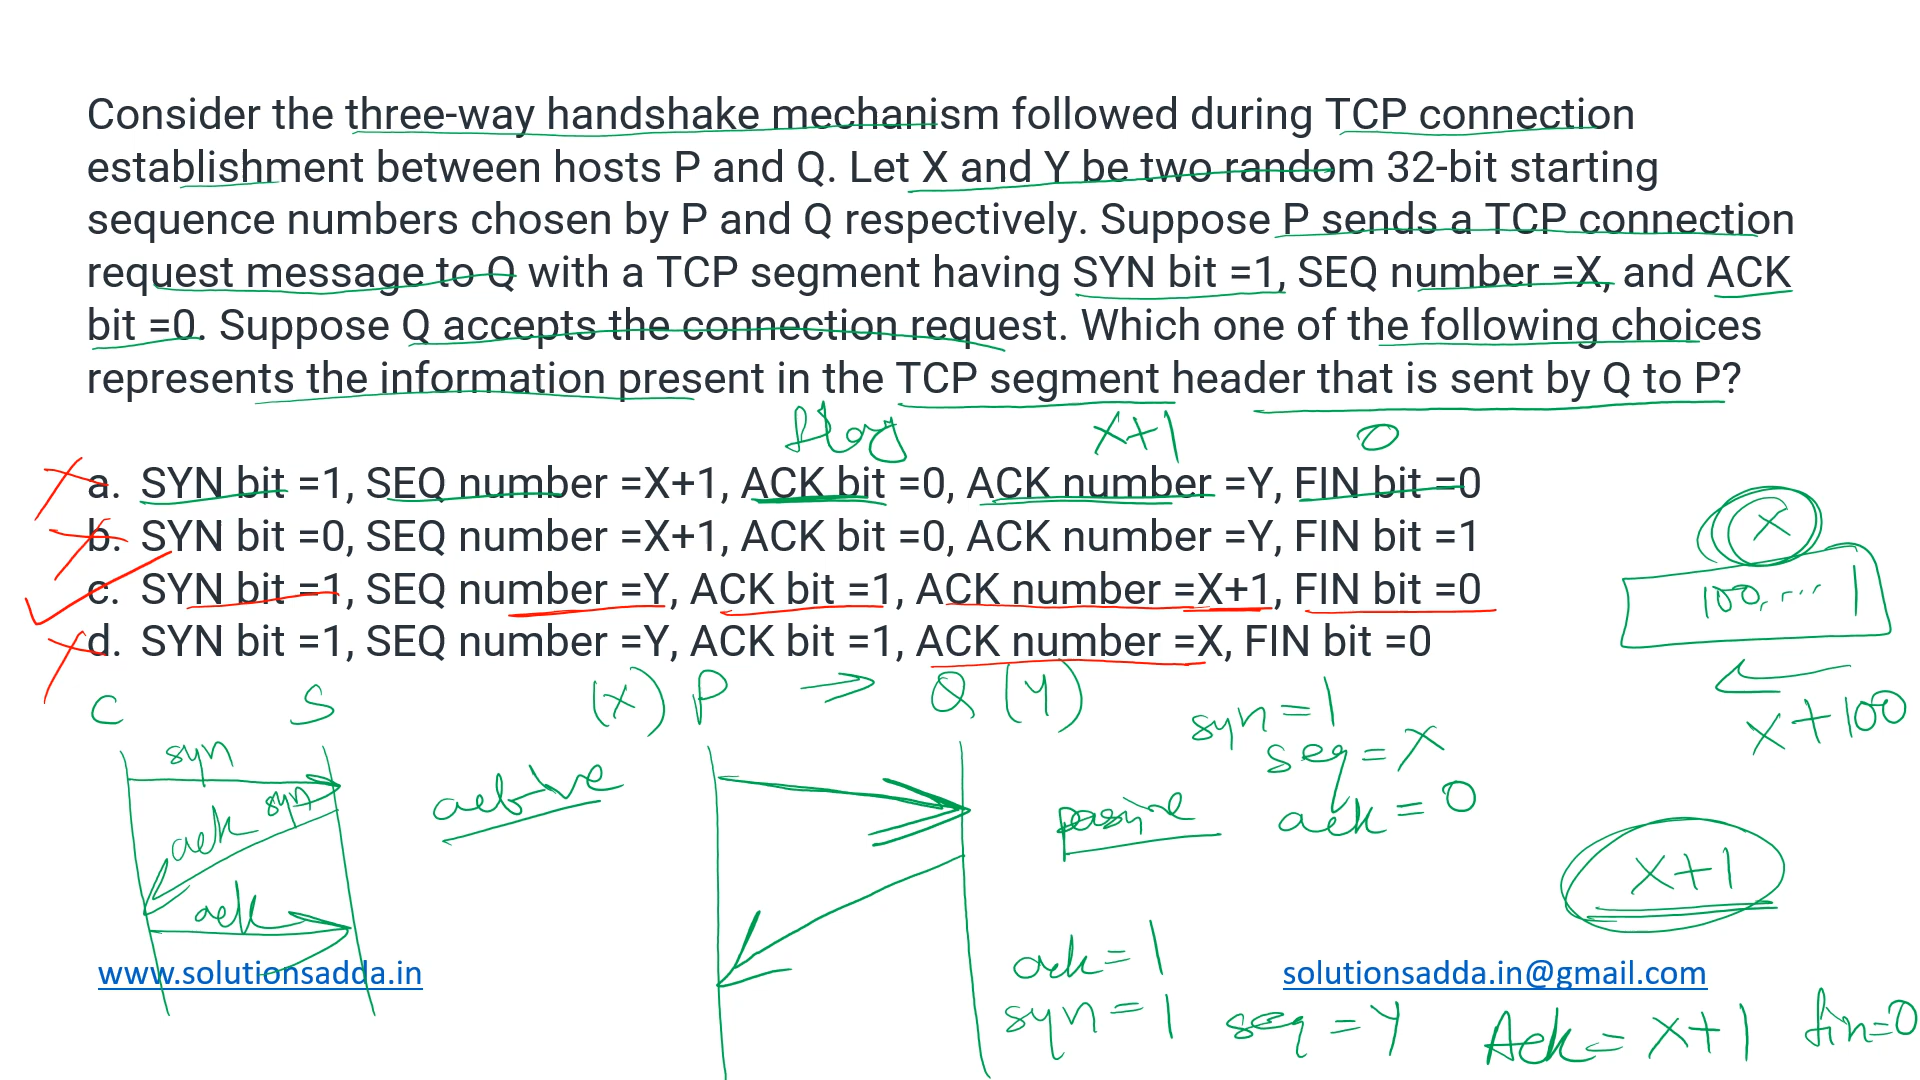 Consider the three-way handshake mechanism followed during TCP connection
establishment between hosts P and Q. Let X and Y be two random 32-bit starting
sequence numbers chosen by P and Q respectively. Suppose P sends a TCP connection
request message to Q with a TCP segment having SYN bit =1, SEQ number =X, and ACK
bit =0. Suppose Q accepts the connection request. Which one of the following choices
represents the information present in the TCP segment header that is sent by Q to P?
flag x+1 0
a. SYN bit =1, SEQ number =X+1, ACK bit =0, ACK number =Y, FIN bit =0
b. SYN bit =0, SEQ number =X+1, ACK bit =0, ACK number =Y, FIN bit =1
c. SYN bit =1, SEQ number =Y, ACK bit =1, ACK number =X+1, FIN bit =0
d. SYN bit =1, SEQ number =Y, ACK bit =1, ACK number =X, FIN bit =0
x
100..... 1
x+100
C S (x) P → Q (Y)
syn = 1
seq = x
ack = 0
syn
ack syn
ack
active
passive
x+1
ack = 1
syn = 1 seq = Y Ack = x+1 fin=0
www.solutionsadda.in
solutionsadda.in@gmail.com